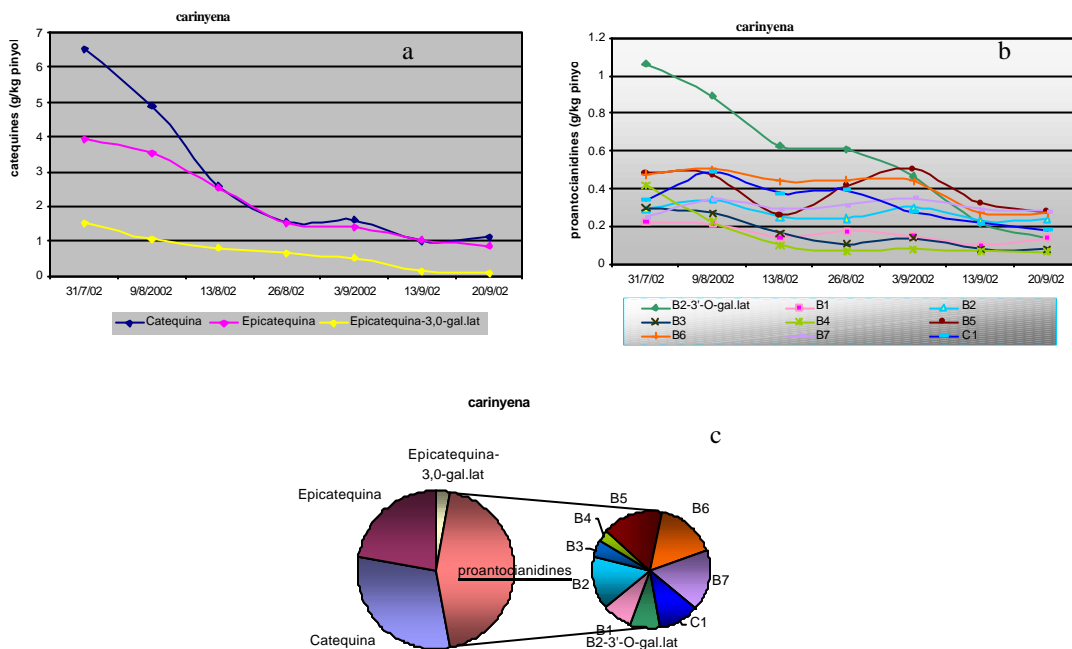 carinyena
a
catequines (g/kg pinyol)
7
6
5
4
3
2
1
0
31/7/02 9/8/2002 13/8/02 26/8/02 3/9/2002 13/9/02 20/9/02
Catequina Epicatequina Epicatequina-3,0-gal.lat
carinyena
b
proantocianidines (g/kg pinyo
1.2
1
0.8
0.6
0.4
0.2
0
31/7/02 9/8/2002 13/8/02 26/8/02 3/9/2002 13/9/02 20/9/02
B2-3'-O-gal.lat B1 B2
B3 B4 B5
B6 B7 C1
carinyena
c
Epicatequina-
3,0-gal.lat
Epicatequina
proantocianidines
Catequina
B5
B6
B4
B3
B7
B2
C1
B1
B2-3'-O-gal.lat